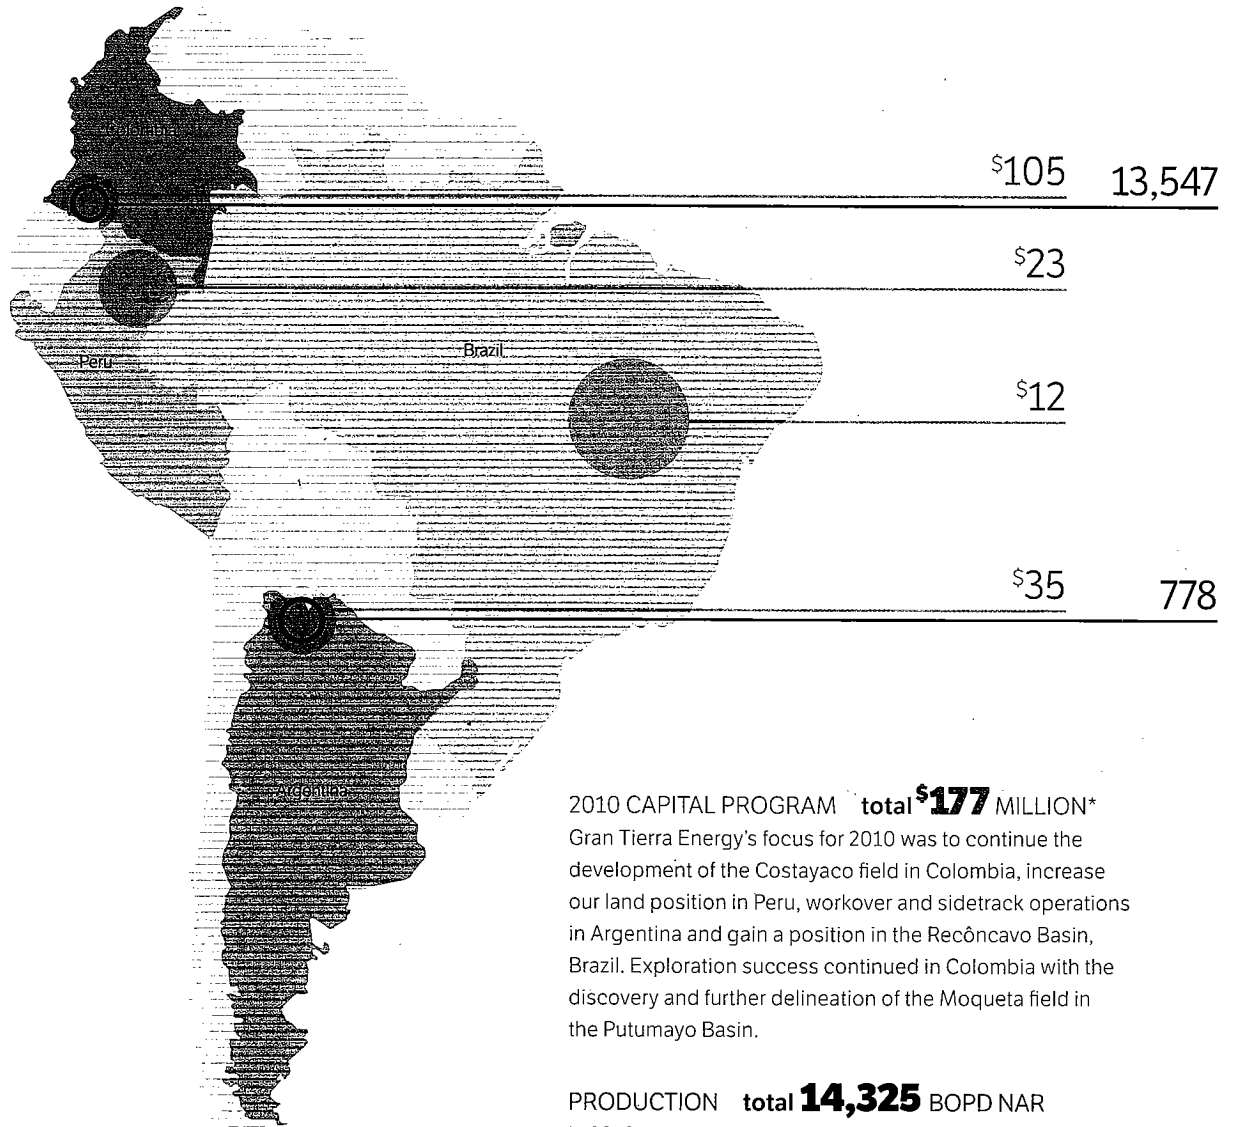 Colombia
$105 13,547
$23
Peru
Brazil
$12
$35 778
Argentina
2010 CAPITAL PROGRAM total $177 MILLION*
Gran Tierra Energy's focus for 2010 was to continue the
development of the Costayaco field in Colombia, increase
our land position in Peru, workover and sidetrack operations
in Argentina and gain a position in the Recôncavo Basin,
Brazil. Exploration success continued in Colombia with the
discovery and further delineation of the Moqueta field in
the Putumayo Basin.
PRODUCTION total 14,325 BOPD NAR